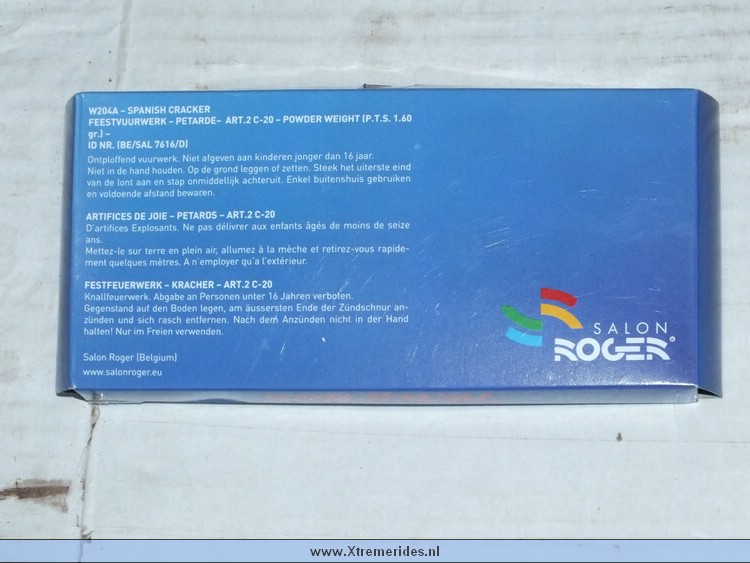 W204A – SPANISH CRACKER
FEESTVUURWERK – PETARDE– ART.2 C-20 – POWDER WEIGHT (P.T.S. 1.60
gr.) –
ID NR. (BE/SAL 7616/D)
Ontploffend vuurwerk. Niet afgeven aan kinderen jonger dan 16 jaar.
Niet in de hand houden. Op de grond leggen of zetten. Steek het uiterste eind
van de lont aan en stap onmiddellijk achteruit. Enkel buitenshuis gebruiken
en voldoende afstand bewaren.
ARTIFICES DE JOIE – PETARDS – ART.2 C-20
D'artifices Explosants. Ne pas délivrer aux enfants âgés de moins de seize
ans.
Mettez-le sur terre en plein air, allumez à la mèche et retirez-vous rapide-
ment quelques mètres. A n'employer qu'a l'extérieur.
FESTFEUERWERK – KRACHER – ART.2 C-20
Knallfeuerwerk. Abgabe an Personen unter 16 Jahren verboten.
Gegenstand auf den Boden legen, am äussersten Ende der Zündschnur an-
zünden und sich rasch entfernen. Nach dem Anzünden nicht in der Hand
halten! Nur im Freien verwenden.
Salon Roger (Belgium)
www.salonroger.eu
SALON
ROGER®
www.Xtremerides.nl